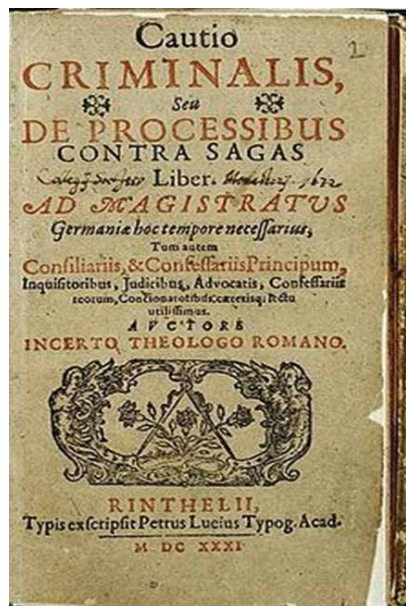 Cautio
2
CRIMINALIS,
Seu
DE PROCESSIBUS
CONTRA SAGAS
Liber. 1632
AD MAGISTRATUS
Germaniæ hoc tempore necessarius,
Tum autem
Consiliariis, & Confessariis Principum,
Inquisitoribus, Judicibus, Advocatis, Confessariis
reorum, Concionatoribus, cæterisq; lectu
utilissimus.
AVCTORE
INCERTO THEOLOGO ROMANO.
RINTHELII,
Typis exscripsit Petrus Lucius Typog. Acad.
M DC XXXI.